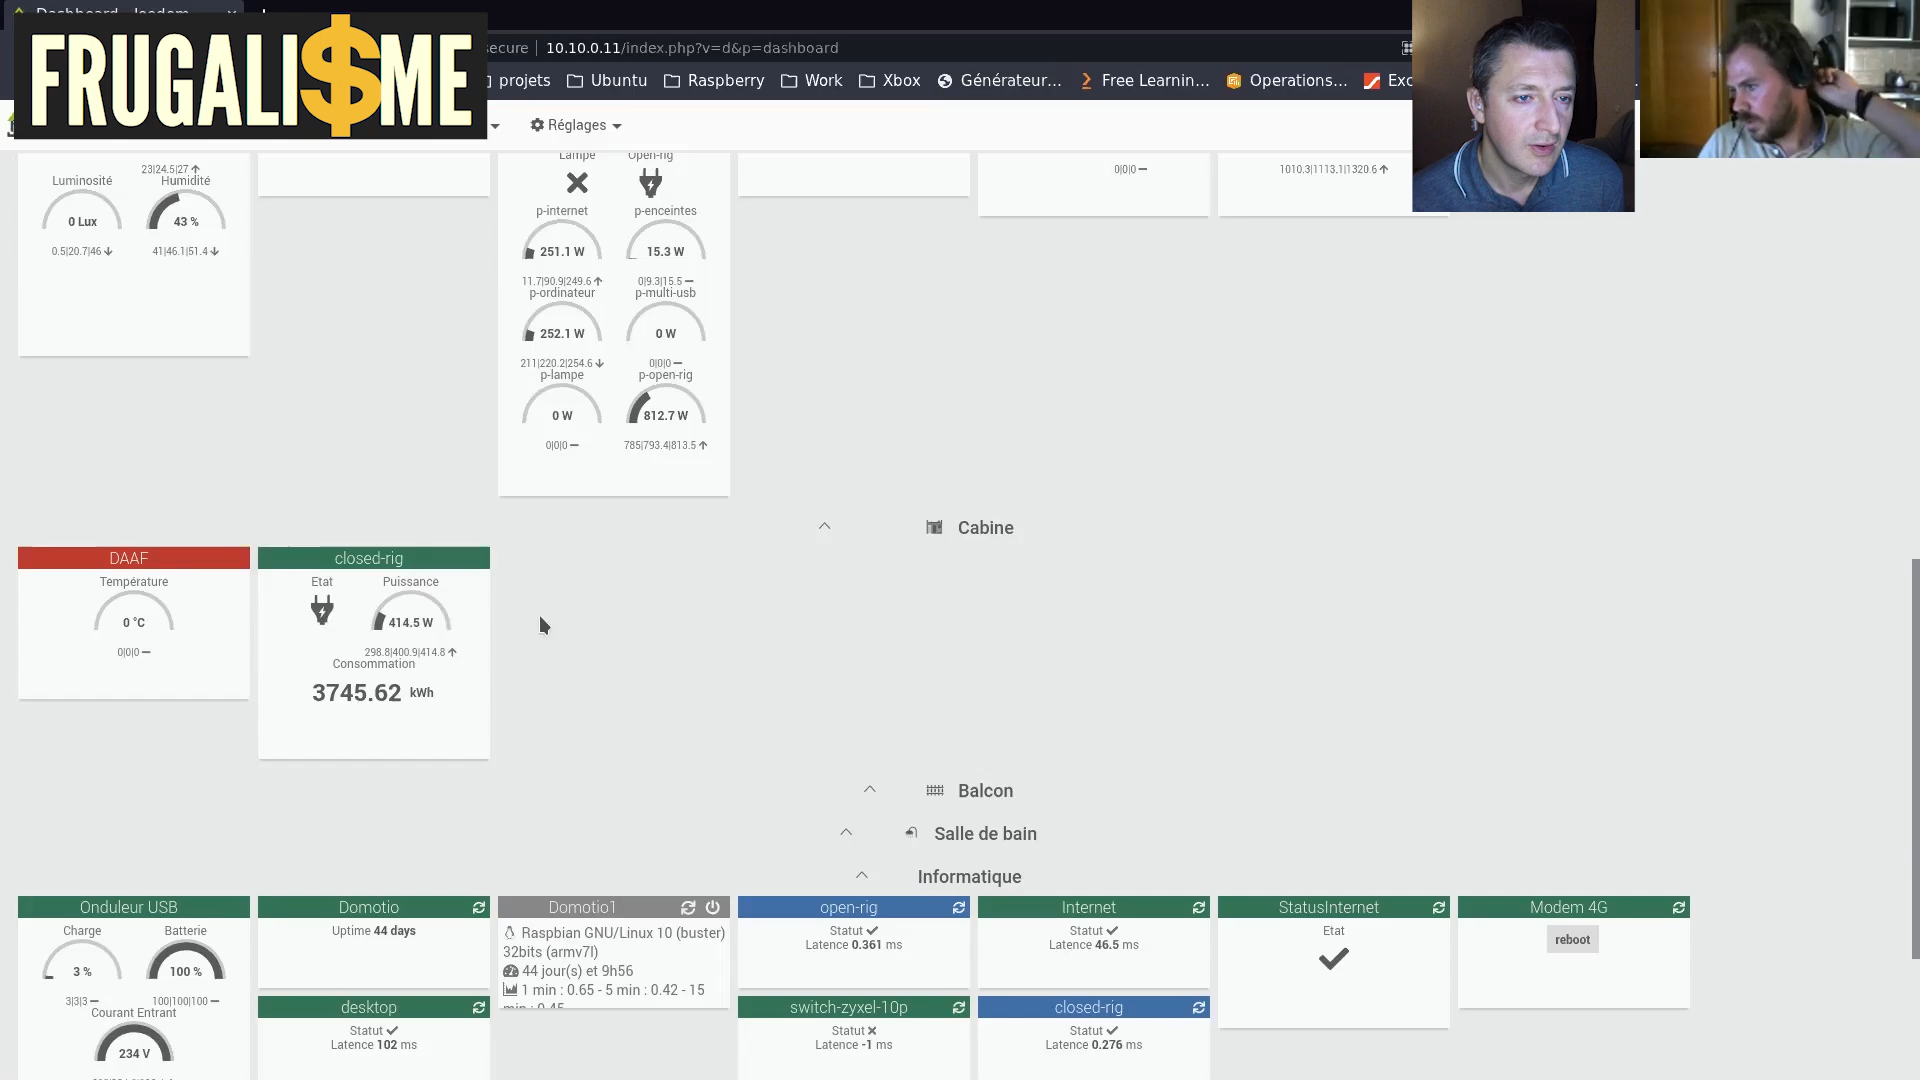 Dashboard - Jeedom
FRUGALI$ME
secure
10.10.0.11/index.php?v=d&p=dashboard
projets
Ubuntu
Raspberry
Work
Xbox
Générateur...
Free Learnin...
Operations...
Exc
Réglages
23|24.5|27
Luminosité
Humidité
0 Lux
43 %
0.5|20.7|46
41|46.1|51.4
Lampe
Open-rig
p-internet
p-enceintes
251.1 W
15.3 W
11.7|90.9|249.6
0|9.3|15.5
p-ordinateur
p-multi-usb
252.1 W
0 W
211|220.2|254.6
0|0|0
p-lampe
p-open-rig
0 W
812.7 W
0|0|0
785|793.4|813.5
0|0|0
1010.3|1113.1|1320.6
Cabine
DAAF
Température
0 °C
0|0|0
closed-rig
Etat
Puissance
414.5 W
298.8|400.9|414.8
Consommation
3745.62 kWh
Balcon
Salle de bain
Informatique
Onduleur USB
Charge
Batterie
3 %
100 %
3|3|3
100|100|100
Courant Entrant
234 V
Domotio
Uptime 44 days
desktop
Statut
Latence 102 ms
Domotio1
Raspbian GNU/Linux 10 (buster)
32bits (armv7l)
44 jour(s) et 9h56
1 min : 0.65 - 5 min : 0.42 - 15
min : 0.45
open-rig
Statut
Latence 0.361 ms
switch-zyxel-10p
Statut
Latence -1 ms
Internet
Statut
Latence 46.5 ms
closed-rig
Statut
Latence 0.276 ms
StatusInternet
Etat
Modem 4G
reboot